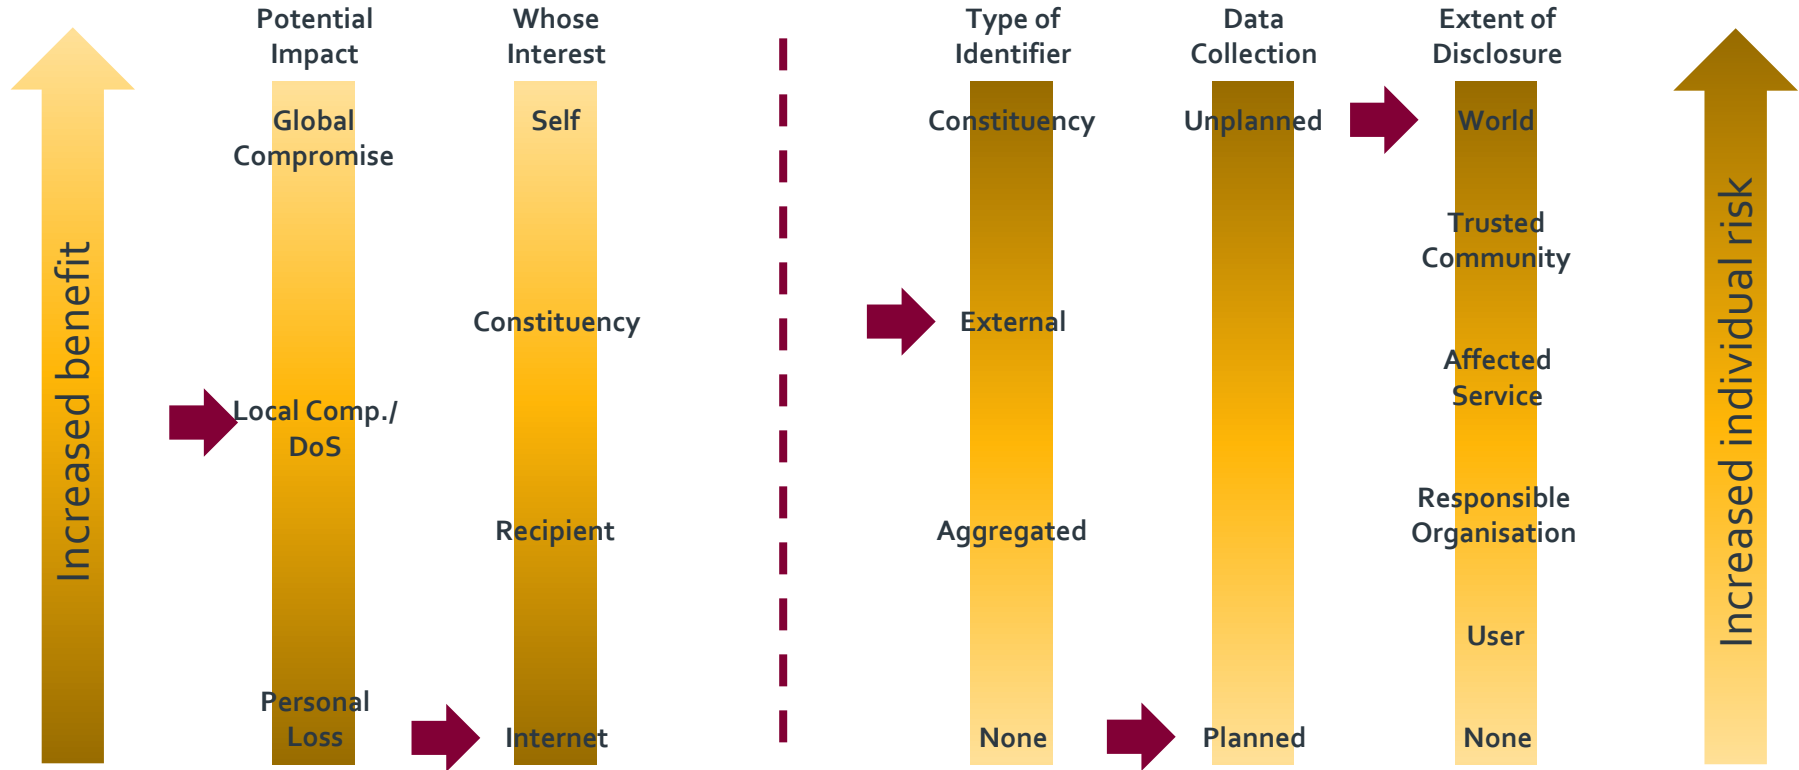 Increased benefit
Potential
Impact
Global
Compromise
Local Comp./
DoS
Personal
Loss
Whose
Interest
Self
Constituency
Recipient
Internet
Type of
Identifier
Constituency
External
Aggregated
None
Data
Collection
Unplanned
Planned
Extent of
Disclosure
World
Trusted
Community
Affected
Service
Responsible
Organisation
User
None
Increased individual risk